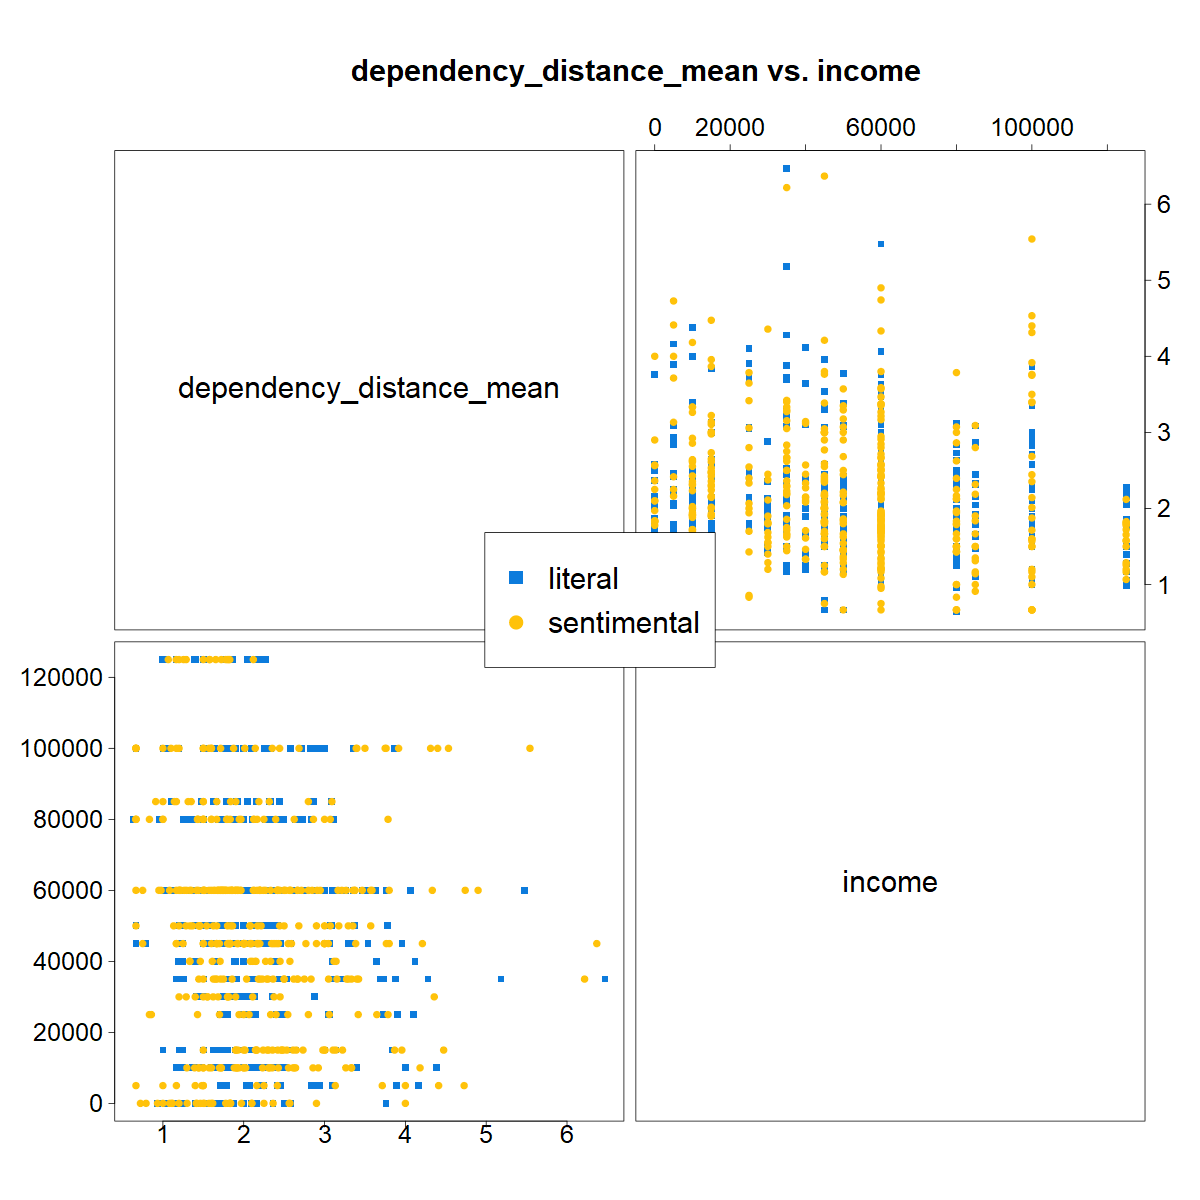 dependency_distance_mean vs. income
0 20000 60000 100000
dependency_distance_mean
6
5
4
3
2
1
literal
sentimental
120000
100000
80000
60000
40000
20000
0
income
1 2 3 4 5 6